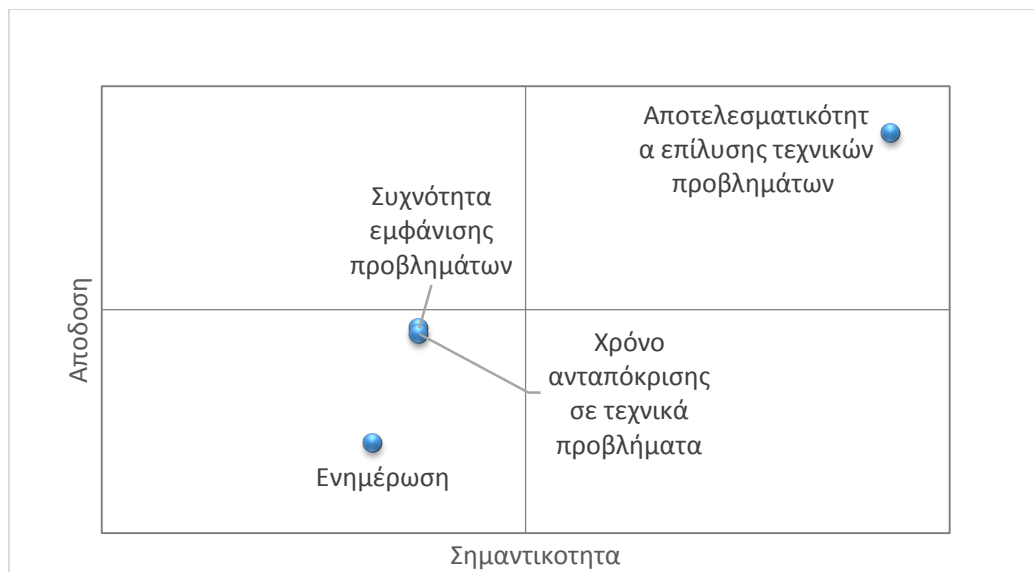 Αποτελεσματικότητ
α επίλυσης τεχνικών
προβλημάτων
Συχνότητα
εμφάνισης
προβλημάτων
Χρόνο
ανταπόκρισης
σε τεχνικά
προβλήματα
Ενημέρωση
Αποδοση
Σημαντικοτητα